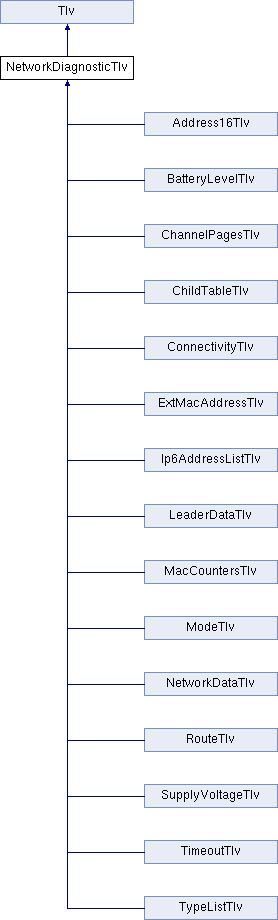 Tlv
NetworkDiagnosticTlv
Address16Tlv
BatteryLevelTlv
ChannelPagesTlv
ChildTableTlv
ConnectivityTlv
ExtMacAddressTlv
Ip6AddressListTlv
LeaderDataTlv
MacCountersTlv
ModeTlv
NetworkDataTlv
RouteTlv
SupplyVoltageTlv
TimeoutTlv
TypeListTlv